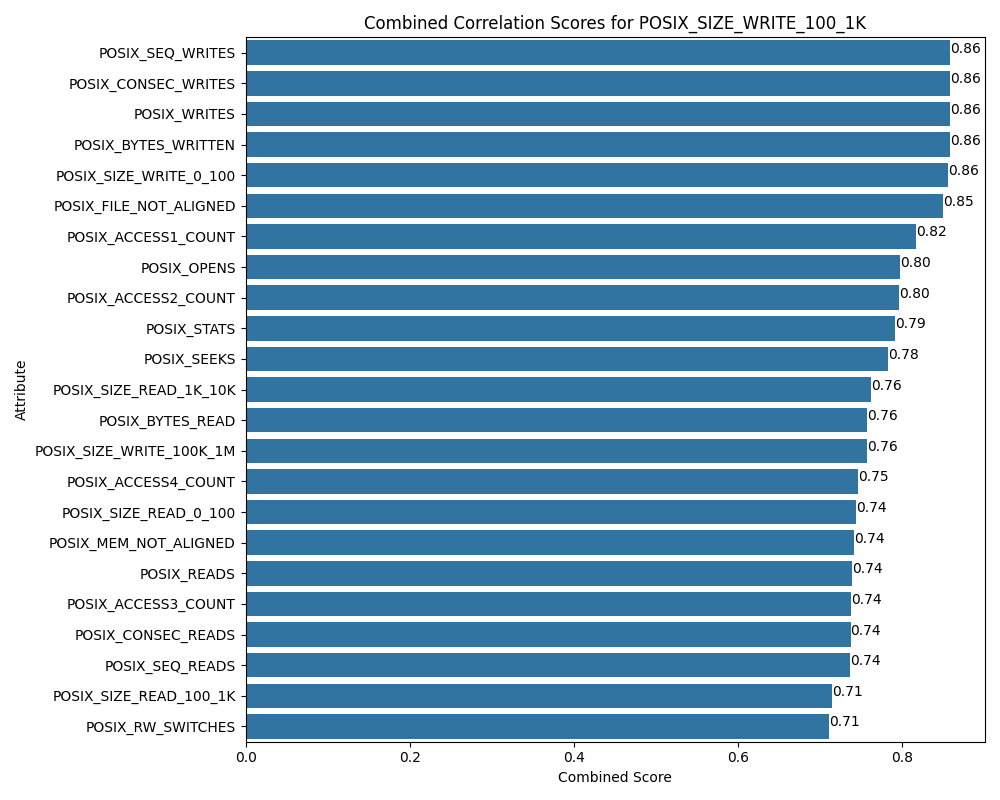 Combined Correlation Scores for POSIX_SIZE_WRITE_100_1K
POSIX_SEQ_WRITES 0.86
POSIX_CONSEC_WRITES 0.86
POSIX_WRITES 0.86
POSIX_BYTES_WRITTEN 0.86
POSIX_SIZE_WRITE_0_100 0.86
POSIX_FILE_NOT_ALIGNED 0.85
POSIX_ACCESS1_COUNT 0.82
POSIX_OPENS 0.80
POSIX_ACCESS2_COUNT 0.80
POSIX_STATS 0.79
POSIX_SEEKS 0.78
POSIX_SIZE_READ_1K_10K 0.76
POSIX_BYTES_READ 0.76
POSIX_SIZE_WRITE_100K_1M 0.76
POSIX_ACCESS4_COUNT 0.75
POSIX_SIZE_READ_0_100 0.74
POSIX_MEM_NOT_ALIGNED 0.74
POSIX_READS 0.74
POSIX_ACCESS3_COUNT 0.74
POSIX_CONSEC_READS 0.74
POSIX_SEQ_READS 0.74
POSIX_SIZE_READ_100_1K 0.71
POSIX_RW_SWITCHES 0.71
Attribute
0.0 0.2 0.4 0.6 0.8
Combined Score